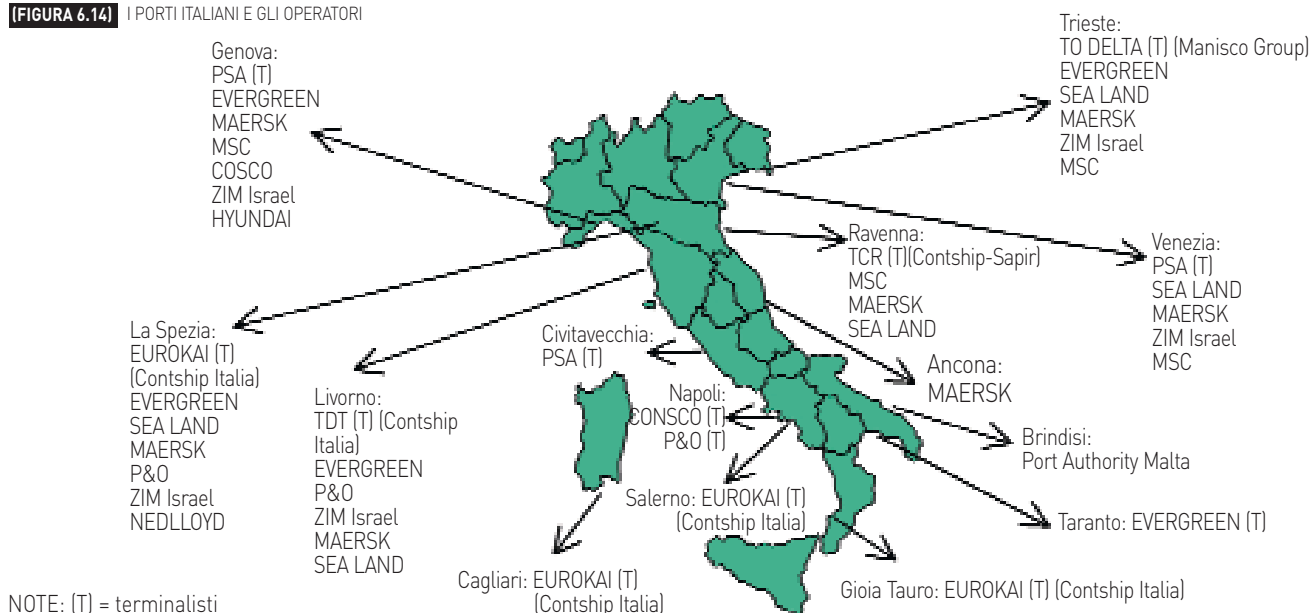 (FIGURA 6.14) I PORTI ITALIANI E GLI OPERATORI
Genova:
PSA (T)
EVERGREEN
MAERSK
MSC
COSCO
ZIM Israel
HYUNDAI
Trieste:
TO DELTA (T) (Manisco Group)
EVERGREEN
SEA LAND
MAERSK
ZIM Israel
MSC
Ravenna:
TCR (T)(Contship-Sapir)
MSC
MAERSK
SEA LAND
Venezia:
PSA (T)
SEA LAND
MAERSK
ZIM Israel
MSC
La Spezia:
EUROKAI (T)
(Contship Italia)
EVERGREEN
SEA LAND
MAERSK
P&O
ZIM Israel
NEDLLOYD
Livorno:
TDT (T) (Contship
Italia)
EVERGREEN
P&O
ZIM Israel
MAERSK
SEA LAND
Civitavecchia:
PSA (T)
Napoli:
CONSCO (T)
P&O (T)
Ancona:
MAERSK
Brindisi:
Port Authority Malta
Salerno: EUROKAI (T)
(Contship Italia)
Taranto: EVERGREEN (T)
Cagliari: EUROKAI (T)
(Contship Italia)
Gioia Tauro: EUROKAI (T) (Contship Italia)
NOTE: (T) = terminalisti